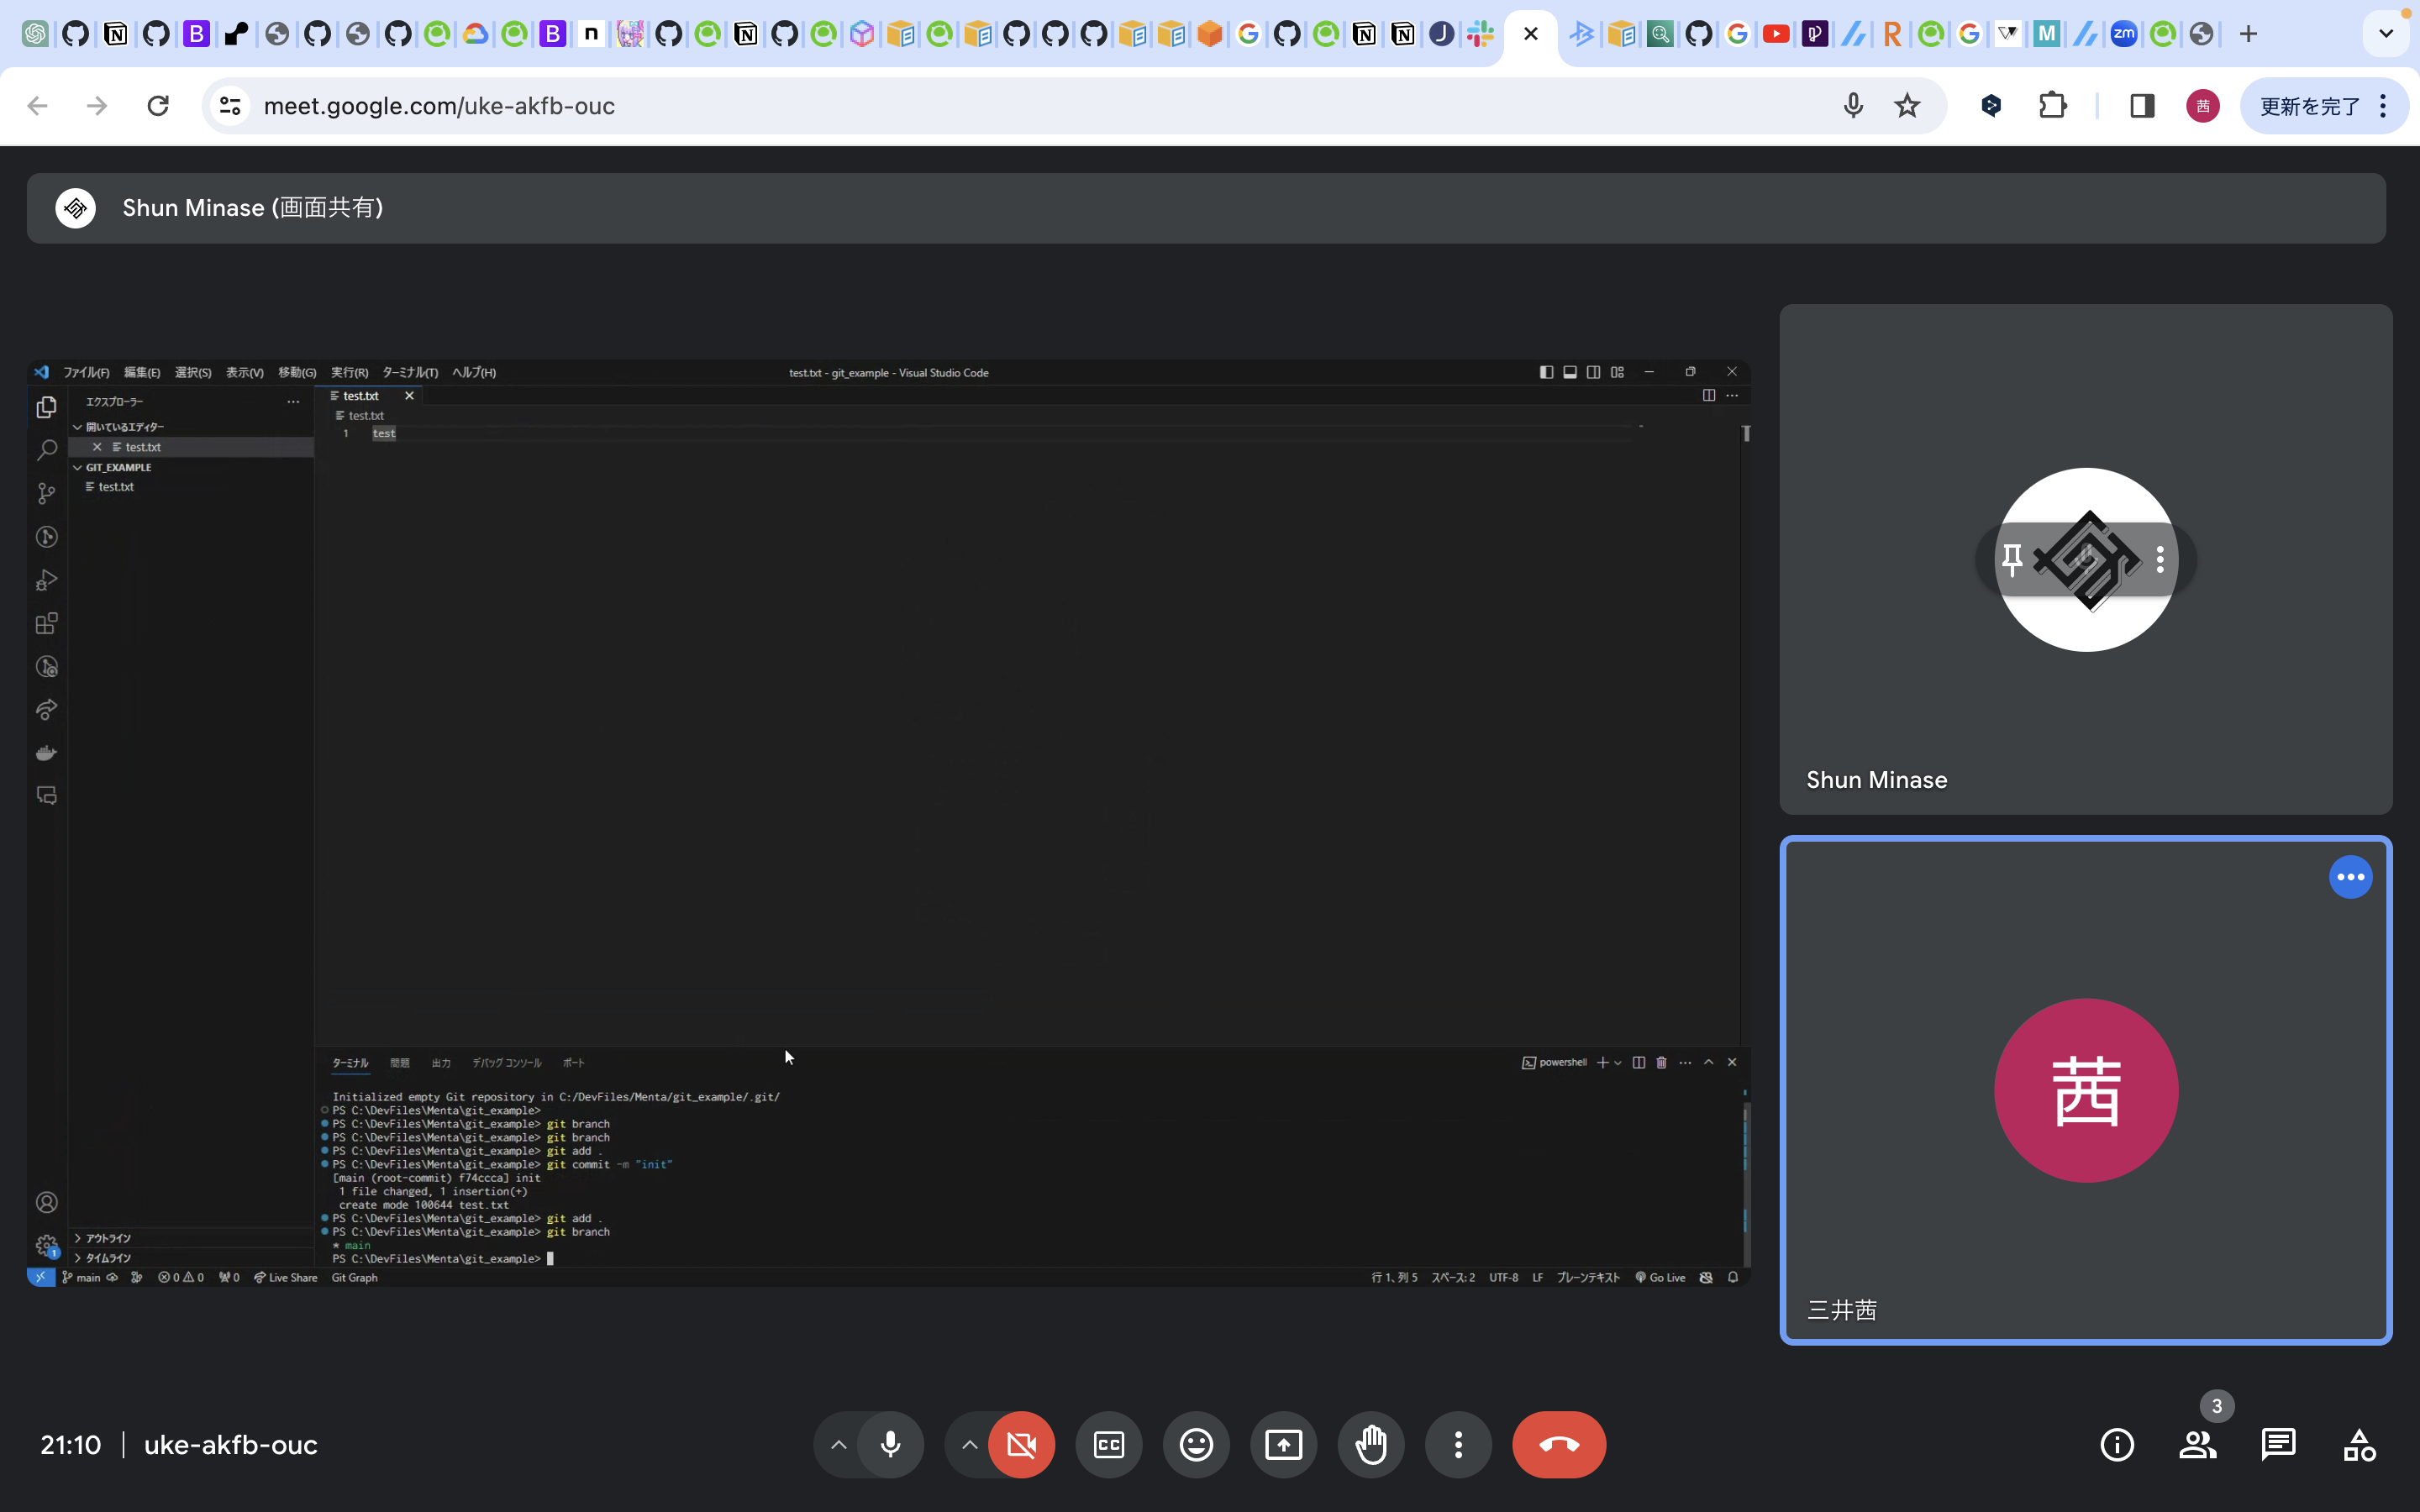 meet.google.com/uke-akfb-ouc
茜
更新を完了
Shun Minase (画面共有)
ファイル(F) 編集(E) 選択(S) 表示(V) 移動(G) 実行(R) ターミナル(T) ヘルプ(H)
test.txt - git_example - Visual Studio Code
エクスプローラー
test.txt
test.txt
開いているエディター
1 test
test.txt
GIT_EXAMPLE
test.txt
Shun Minase
ターミナル 問題 出力 デバッグ コンソール ポート
powershell
Initialized empty Git repository in C:/DevFiles/Menta/git_example/.git/
PS C:\DevFiles\Menta\git_example>
PS C:\DevFiles\Menta\git_example> git branch
PS C:\DevFiles\Menta\git_example> git branch
PS C:\DevFiles\Menta\git_example> git add .
PS C:\DevFiles\Menta\git_example> git commit -m "init"
[main (root-commit) f74ccca] init
1 file changed, 1 insertion(+)
create mode 100644 test.txt
PS C:\DevFiles\Menta\git_example> git add .
PS C:\DevFiles\Menta\git_example> git branch
* main
PS C:\DevFiles\Menta\git_example>
アウトライン
タイムライン
1
main 0 0 0 Live Share Git Graph
行 1、列 5 スペース: 2 UTF-8 LF プレーンテキスト Go Live
茜
三井茜
21:10 | uke-akfb-ouc
3